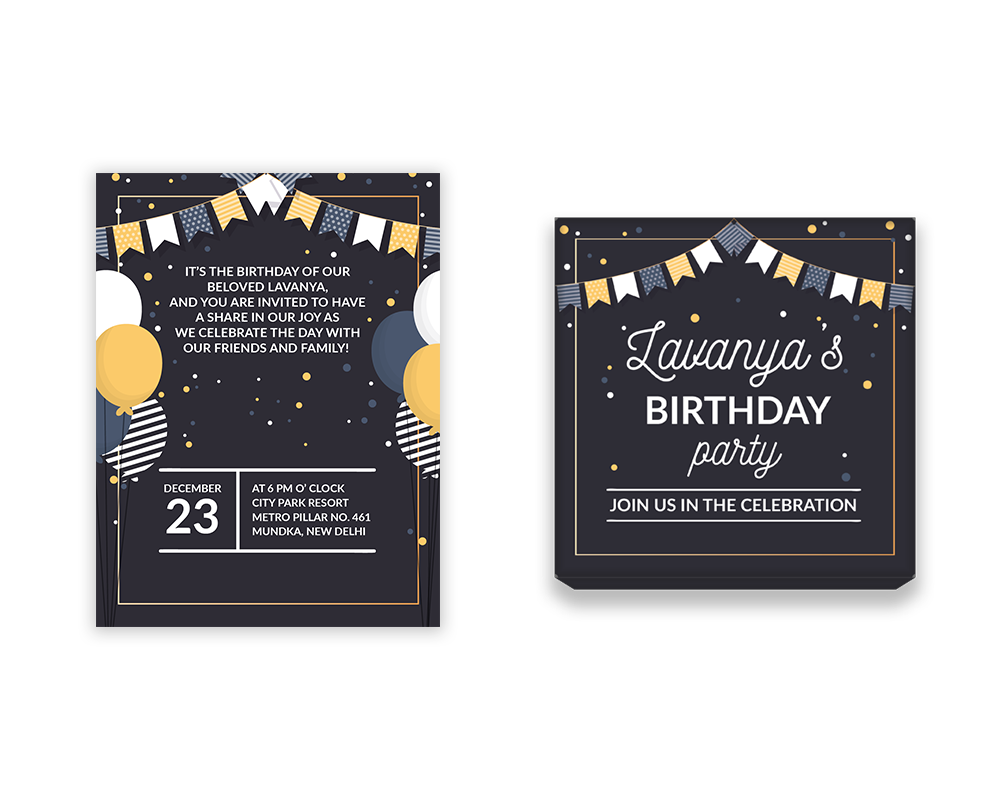 IT'S THE BIRTHDAY OF OUR
BELOVED LAVANYA,
AND YOU ARE INVITED TO HAVE
A SHARE IN OUR JOY AS
WE CELEBRATE THE DAY WITH
OUR FRIENDS AND FAMILY!
DECEMBER
23
AT 6 PM O' CLOCK
CITY PARK RESORT
METRO PILLAR NO. 461
MUNDKA, NEW DELHI
Lavanya's
BIRTHDAY
party
JOIN US IN THE CELEBRATION